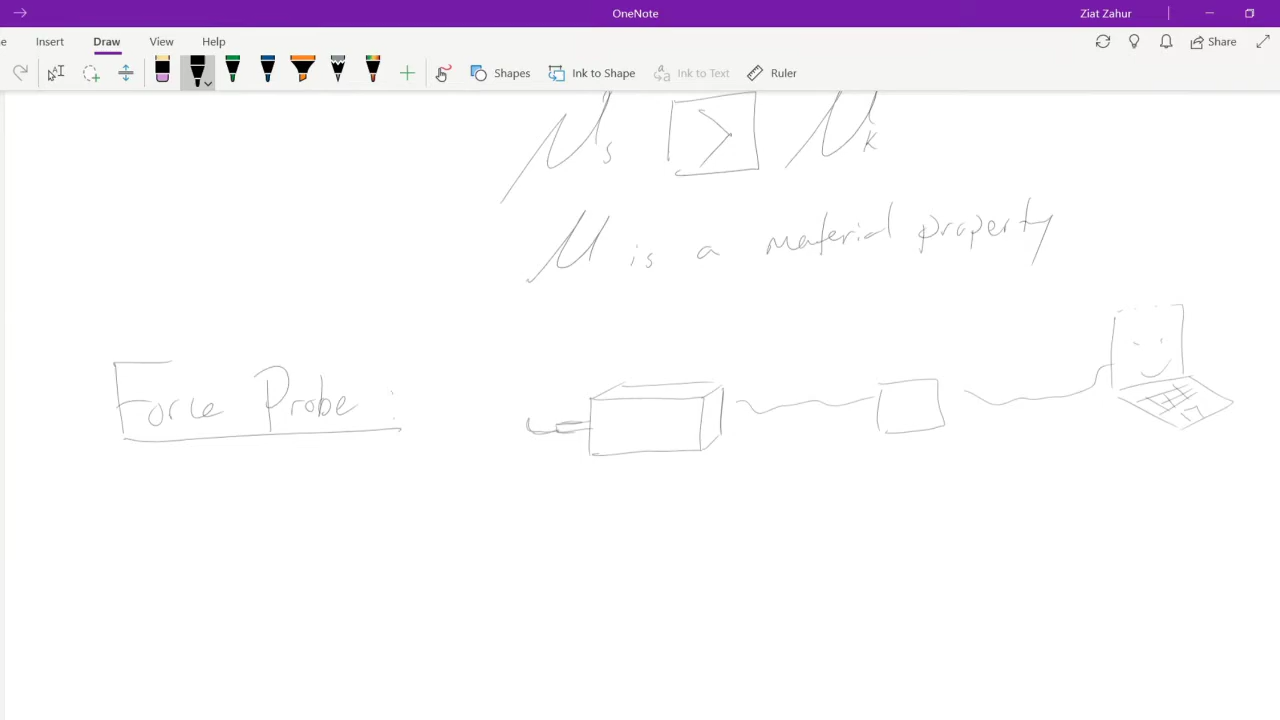 OneNote
Ziat Zahur
Insert Draw View Help
Share
Shapes Ink to Shape Ink to Text Ruler
μs > μk
μ is a material property
Force Probe: